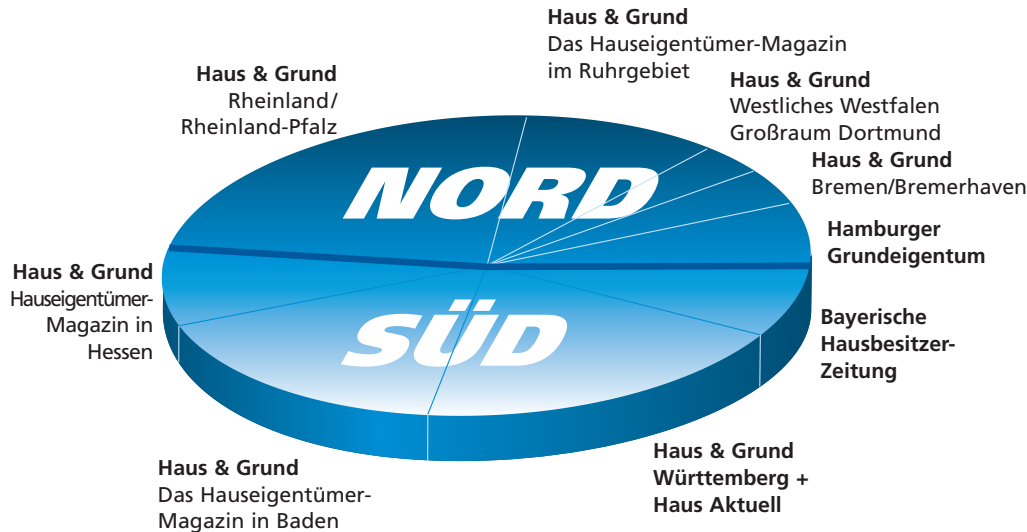 Haus & Grund
Das Hauseigentümer-Magazin
im Ruhrgebiet
Haus & Grund
Rheinland/
Rheinland-Pfalz
Haus & Grund
Westliches Westfalen
Großraum Dortmund
Haus & Grund
Bremen/Bremerhaven
NORD
Hamburger
Grundeigentum
Haus & Grund
Hauseigentümer-
Magazin in
Hessen
SÜD
Bayerische
Hausbesitzer-
Zeitung
Haus & Grund
Württemberg +
Haus Aktuell
Haus & Grund
Das Hauseigentümer-
Magazin in Baden